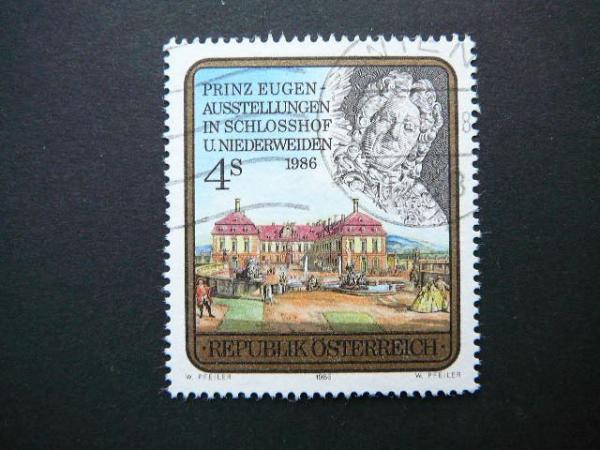 PRINZ EUGEN-
AUSSTELLUNGEN
IN SCHLOSSHOF
U. NIEDERWEIDEN
1986
4S
· REPUBLIK ÖSTERREICH ·
W. PFEILER 1986 W. PFEILER